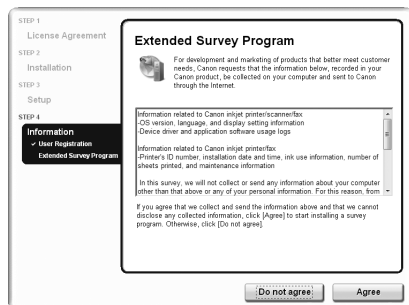 STEP 1
License Agreement
STEP 2
Installation
STEP 3
Setup
STEP 4
Information
✓ User Registration
Extended Survey Program
Extended Survey Program
For development and marketing of products that better meet customer
needs, Canon requests that the information below, recorded in your
Canon product, be collected on your computer and sent to Canon
through the Internet.
Information related to Canon inkjet printer/scanner/fax
-OS version, language, and display setting information
-Device driver and application software usage logs
Information related to Canon inkjet printer/fax
-Printer's ID number, installation date and time, ink use information, number of
sheets printed, and maintenance information
In this survey, we will not collect or send any information about your computer
other than that above or any of your personal information. For this reason, from
If you agree that we collect and send the information above and that we cannot
disclose any collected information, click [Agree] to start installing a survey
program. Otherwise, click [Do not agree].
Do not agree
Agree